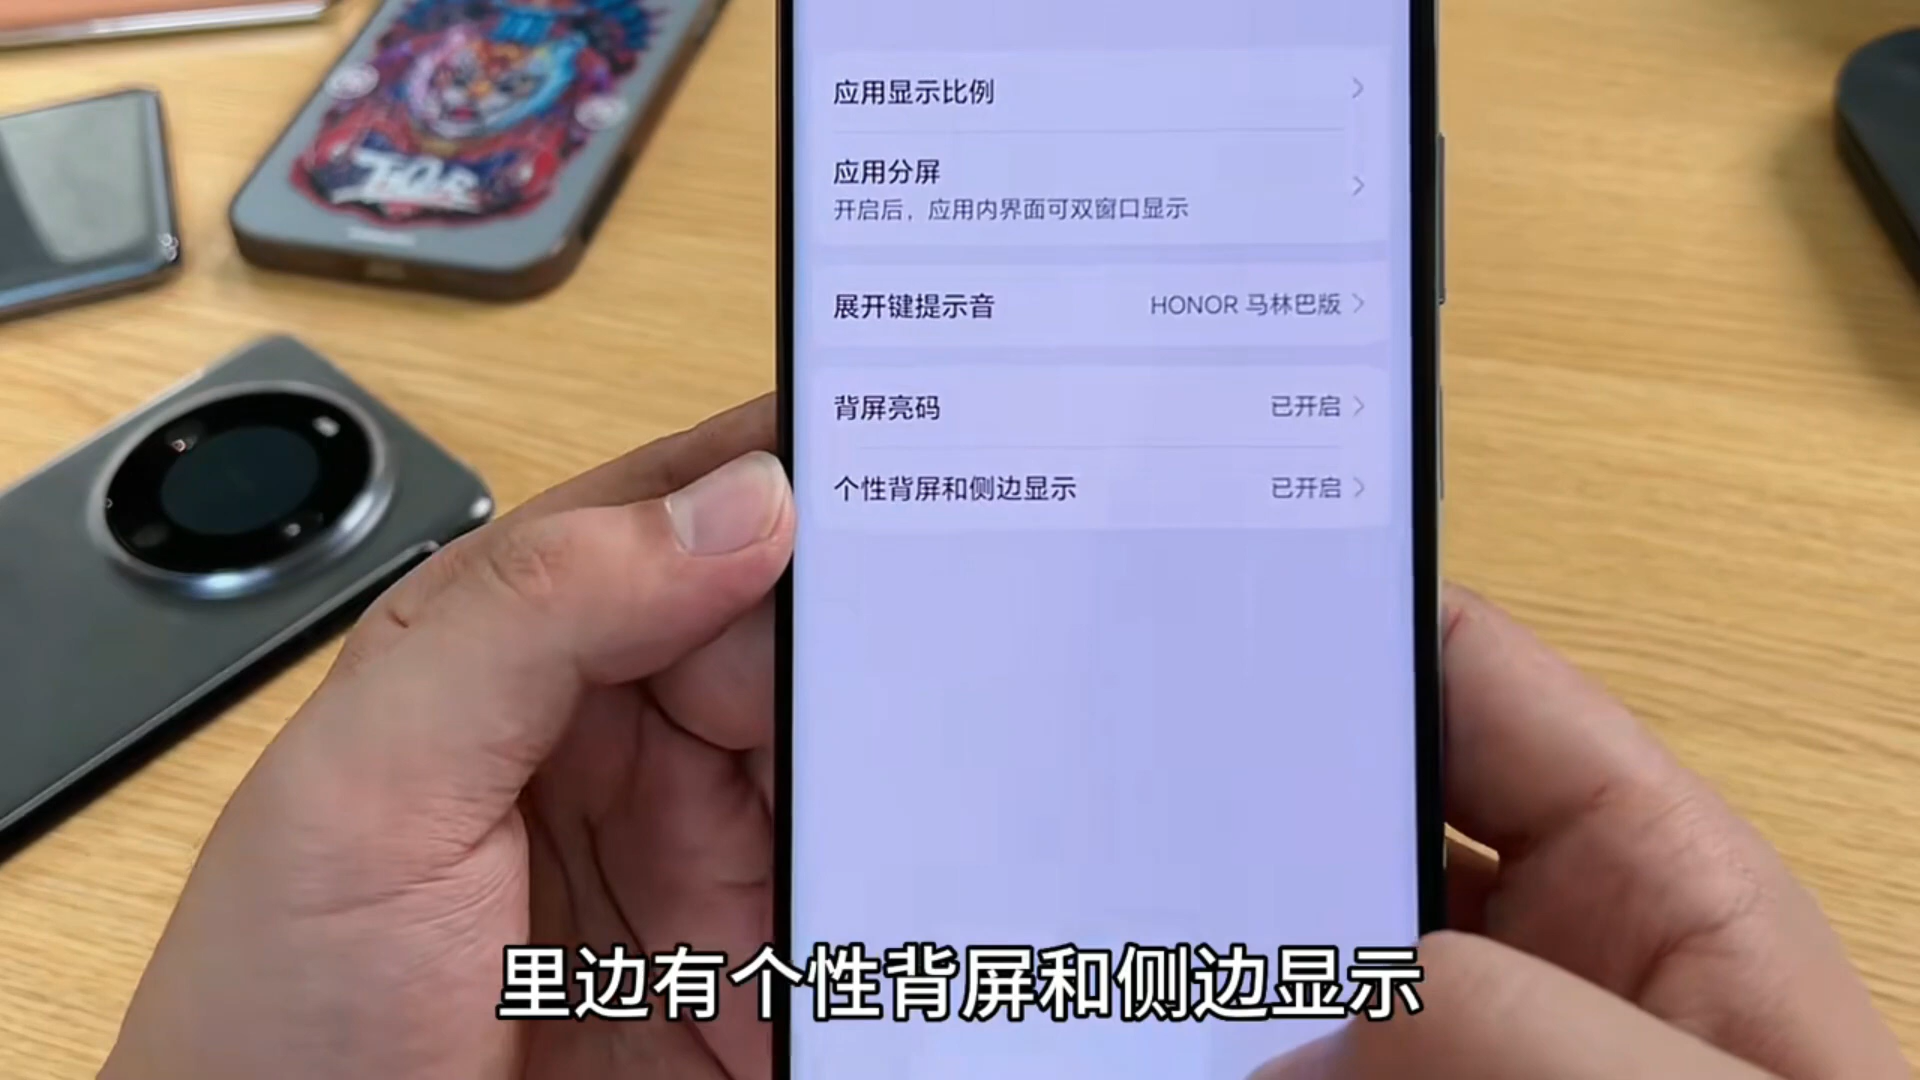 应用显示比例
应用分屏
开启后，应用内界面可双窗口显示
展开键提示音 HONOR 马林巴版
背屏亮码 已开启
个性背屏和侧边显示 已开启
里边有个性背屏和侧边显示